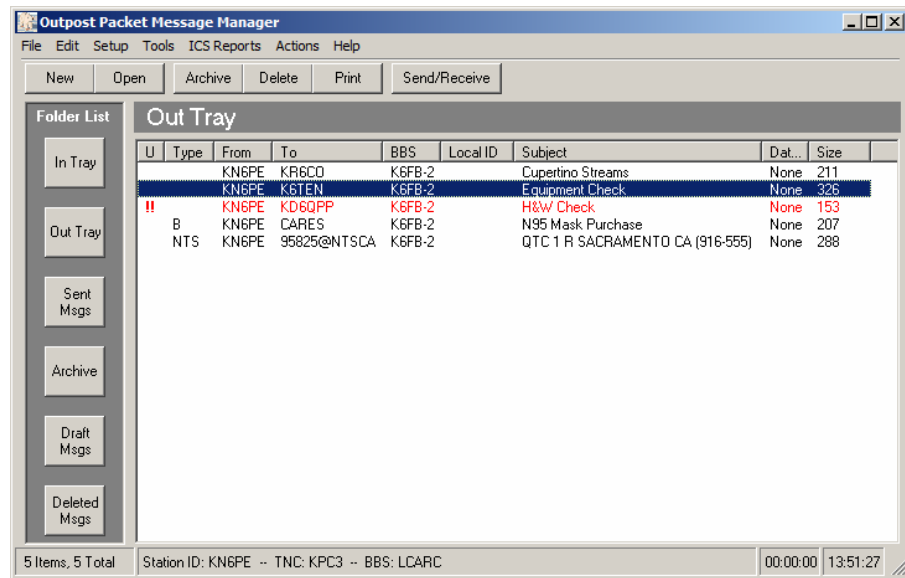 Outpost Packet Message Manager
File Edit Setup Tools ICS Reports Actions Help
New Open Archive Delete Print Send/Receive
Folder List
In Tray
Out Tray
Sent
Msgs
Archive
Draft
Msgs
Deleted
Msgs
Out Tray
U Type From To BBS Local ID Subject Dat... Size
KN6PE KR6CO K6FB-2 Cupertino Streams None 211
KN6PE K6TEN K6FB-2 Equipment Check None 326
!! KN6PE KD6QPP K6FB-2 H&W Check None 153
B KN6PE CARES K6FB-2 N95 Mask Purchase None 207
NTS KN6PE 95825@NTSCA K6FB-2 QTC 1 R SACRAMENTO CA (916-555) None 288
5 Items, 5 Total Station ID: KN6PE -- TNC: KPC3 -- BBS: LCARC 00:00:00 13:51:27